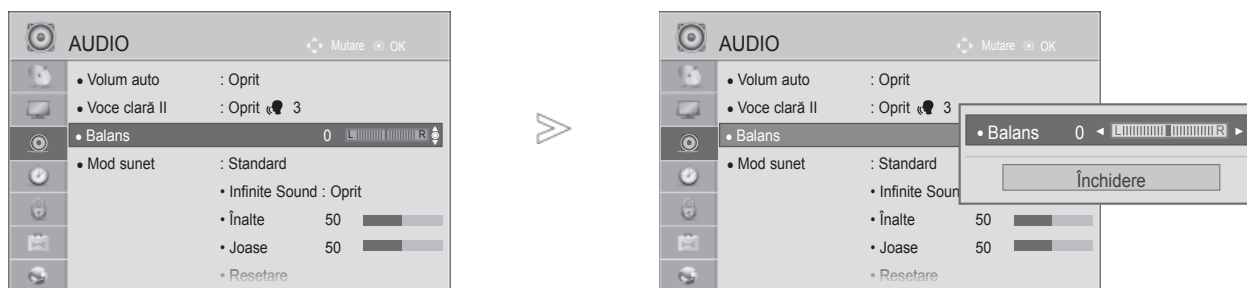 AUDIO Mutare OK
• Volum auto : Oprit
• Voce clară II : Oprit 3
• Balans 0 L R
• Mod sunet : Standard
• Infinite Sound : Oprit
• Înalte 50
• Joase 50
• Resetare
AUDIO Mutare OK
• Volum auto : Oprit
• Voce clară II : Oprit 3
• Balans
• Mod sunet : Standard
• Infinite Soun
• Înalte 50
• Joase 50
• Resetare
• Balans 0 L R
Închidere